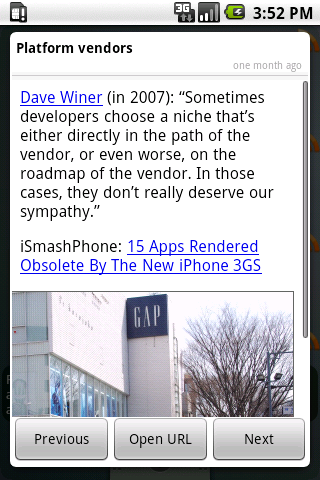 3G
3:52 PM
Platform vendors
one month ago
Dave Winer (in 2007): “Sometimes
developers choose a niche that’s
either directly in the path of the
vendor, or even worse, on the
roadmap of the vendor. In those
cases, they don’t really deserve our
sympathy.”
iSmashPhone: 15 Apps Rendered
Obsolete By The New iPhone 3GS
GAP
Previous
Open URL
Next